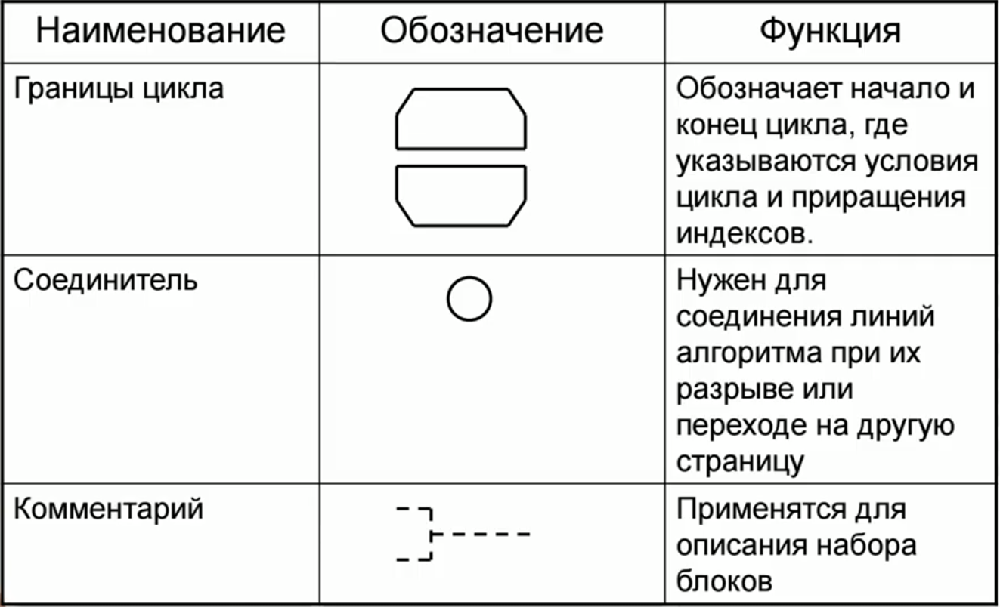 Наименование
Обозначение
Функция
Границы цикла
Обозначает начало и
конец цикла, где
указываются условия
цикла и приращения
индексов.
Соединитель
Нужен для
соединения линий
алгоритма при их
разрыве или
переходе на другую
страницу
Комментарий
Применятся для
описания набора
блоков